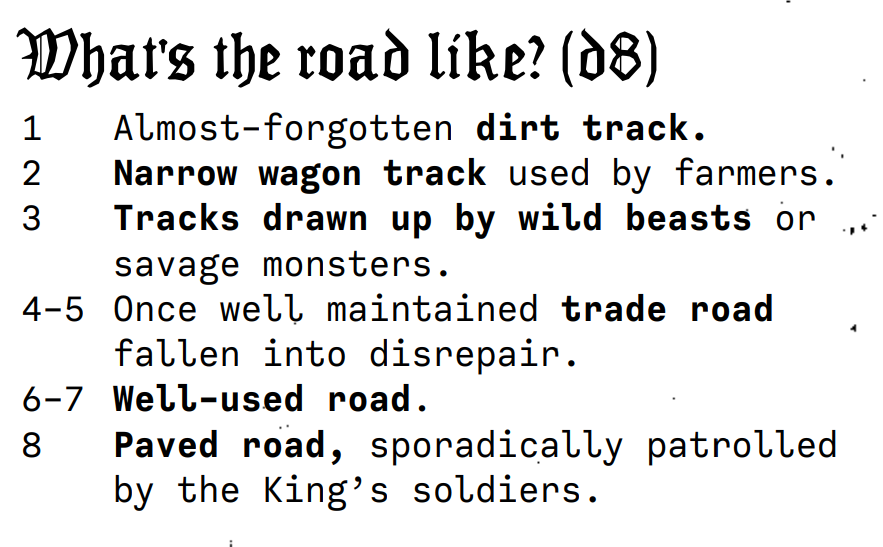 What's the road like? (d8)
1 Almost-forgotten dirt track.
2 Narrow wagon track used by farmers.
3 Tracks drawn up by wild beasts or
savage monsters.
4-5 Once well maintained trade road
fallen into disrepair.
6-7 Well-used road.
8 Paved road, sporadically patrolled
by the King’s soldiers.